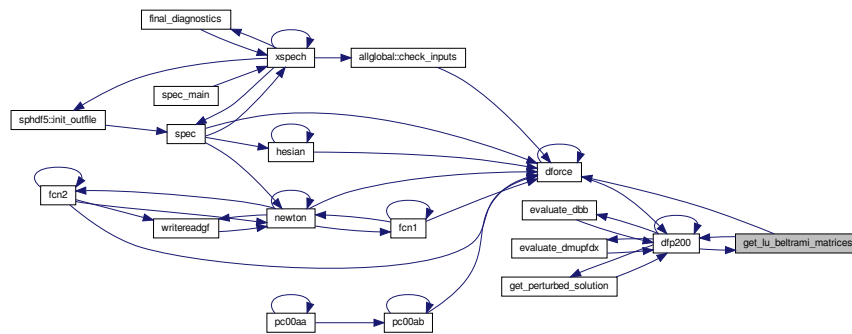 final_diagnostics
xspech
allglobal::check_inputs
spec_main
sphdf5::init_outfile
spec
hesian
dforce
fcn2
newton
writereadgf
fcn1
evaluate_dbb
dfp200
get_lu_beltrami_matrices
evaluate_dmupfdx
get_perturbed_solution
pc00aa
pc00ab